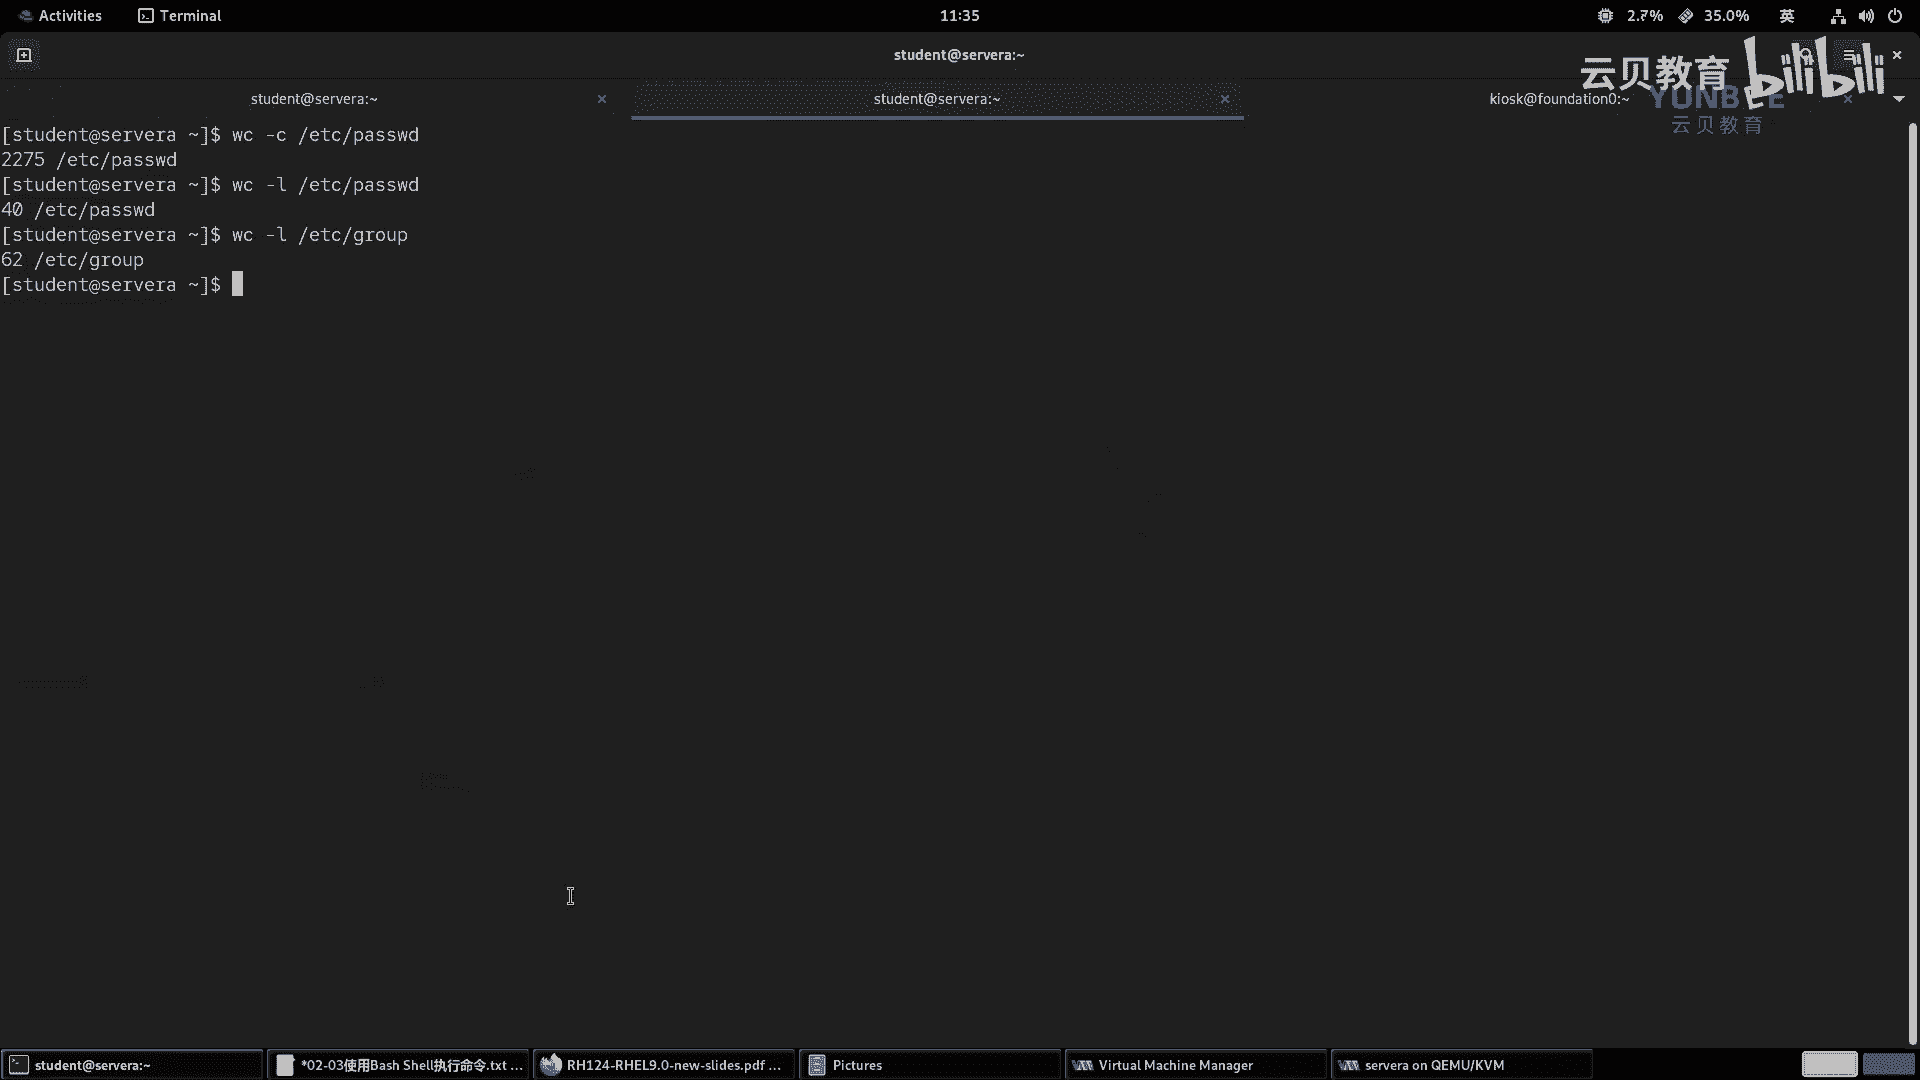 Activities
Terminal
11:35
2.7%
35.0%
英
student@servera:~
云贝教育
bilibili
student@servera:~
student@servera:~
kiosk@foundation0:~
云贝教育
[student@servera ~]$ wc -c /etc/passwd
2275 /etc/passwd
[student@servera ~]$ wc -l /etc/passwd
40 /etc/passwd
[student@servera ~]$ wc -l /etc/group
62 /etc/group
[student@servera ~]$
student@servera:~
*02-03使用Bash Shell执行命令.txt ...
RH124-RHEL9.0-new-slides.pdf ...
Pictures
Virtual Machine Manager
servera on QEMU/KVM